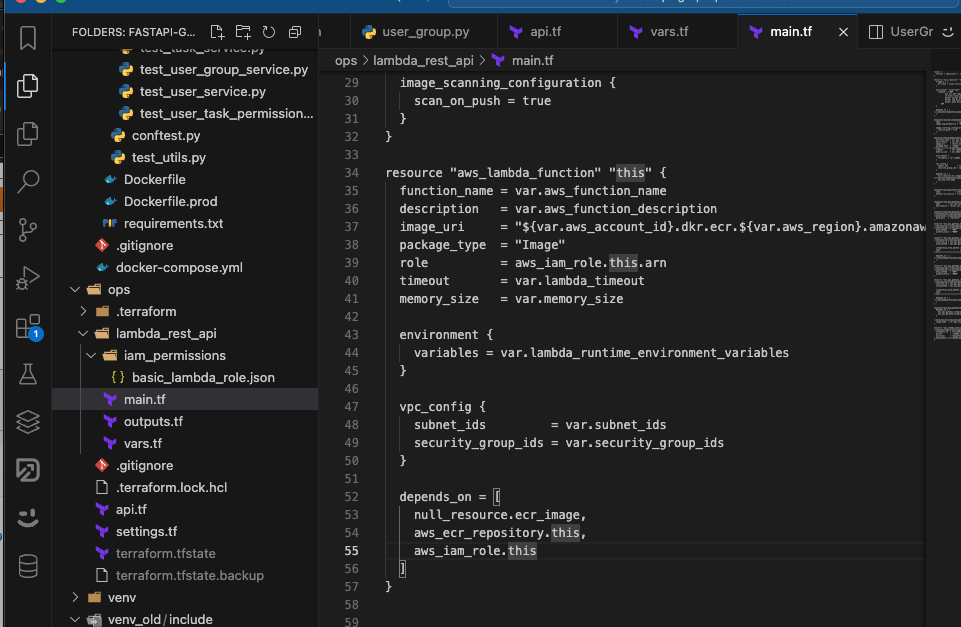 FOLDERS: FASTAPI-G...
test_task_service.py
test_user_group_service.py
test_user_service.py
test_user_task_permission...
conftest.py
test_utils.py
Dockerfile
Dockerfile.prod
requirements.txt
.gitignore
docker-compose.yml
ops
.terraform
lambda_rest_api
iam_permissions
{} basic_lambda_role.json
main.tf
outputs.tf
vars.tf
.gitignore
.terraform.lock.hcl
api.tf
settings.tf
terraform.tfstate
terraform.tfstate.backup
venv
venv_old/include
1
user_group.py
api.tf
vars.tf
main.tf
UserGr
ops > lambda_rest_api > main.tf
29 image_scanning_configuration {
30 scan_on_push = true
31 }
32 }
33
34 resource "aws_lambda_function" "this" {
35 function_name = var.aws_function_name
36 description = var.aws_function_description
37 image_uri = "${var.aws_account_id}.dkr.ecr.${var.aws_region}.amazonaw
38 package_type = "Image"
39 role = aws_iam_role.this.arn
40 timeout = var.lambda_timeout
41 memory_size = var.memory_size
42
43 environment {
44 variables = var.lambda_runtime_environment_variables
45 }
46
47 vpc_config {
48 subnet_ids = var.subnet_ids
49 security_group_ids = var.security_group_ids
50 }
51
52 depends_on = [
53 null_resource.ecr_image,
54 aws_ecr_repository.this,
55 aws_iam_role.this
56 ]
57 }
58
59